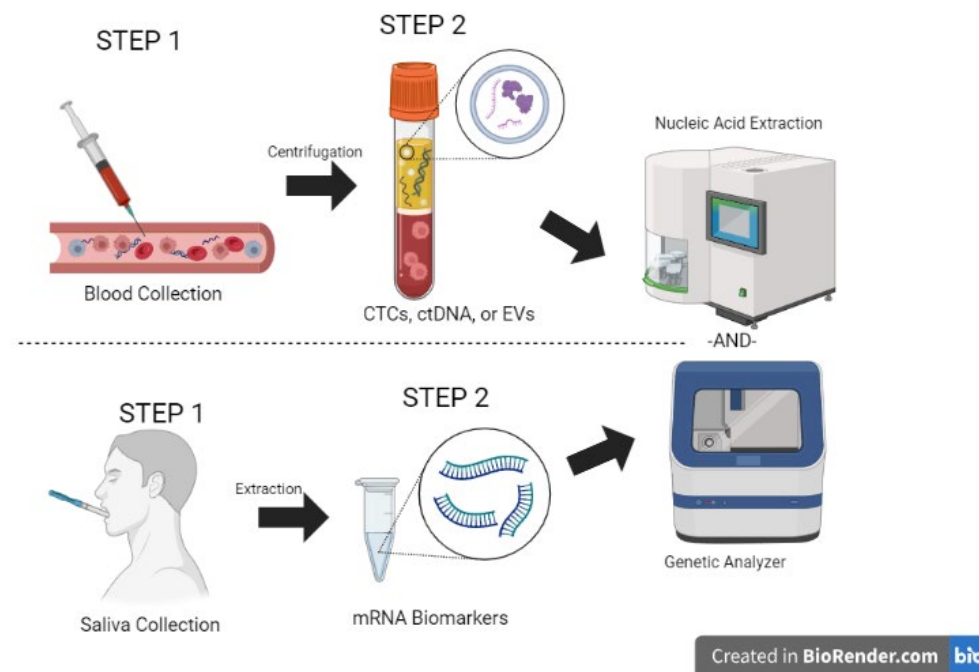 STEP 1
STEP 2
Centrifugation
Nucleic Acid Extraction
Blood Collection
CTCs, ctDNA, or EVs
-AND-
STEP 1
STEP 2
Extraction
Saliva Collection
mRNA Biomarkers
Genetic Analyzer
Created in BioRender.com bio